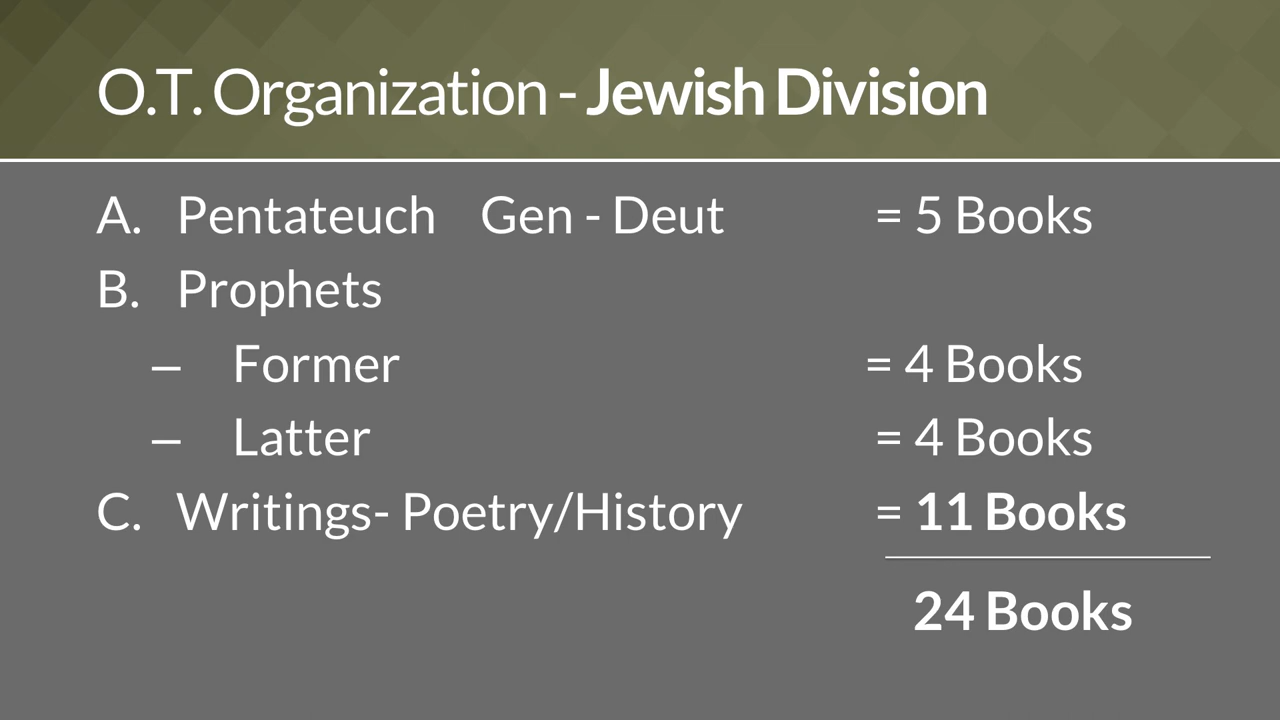 O.T. Organization - Jewish Division
A. Pentateuch Gen - Deut = 5 Books
B. Prophets
– Former = 4 Books
– Latter = 4 Books
C. Writings- Poetry/History = 11 Books
24 Books